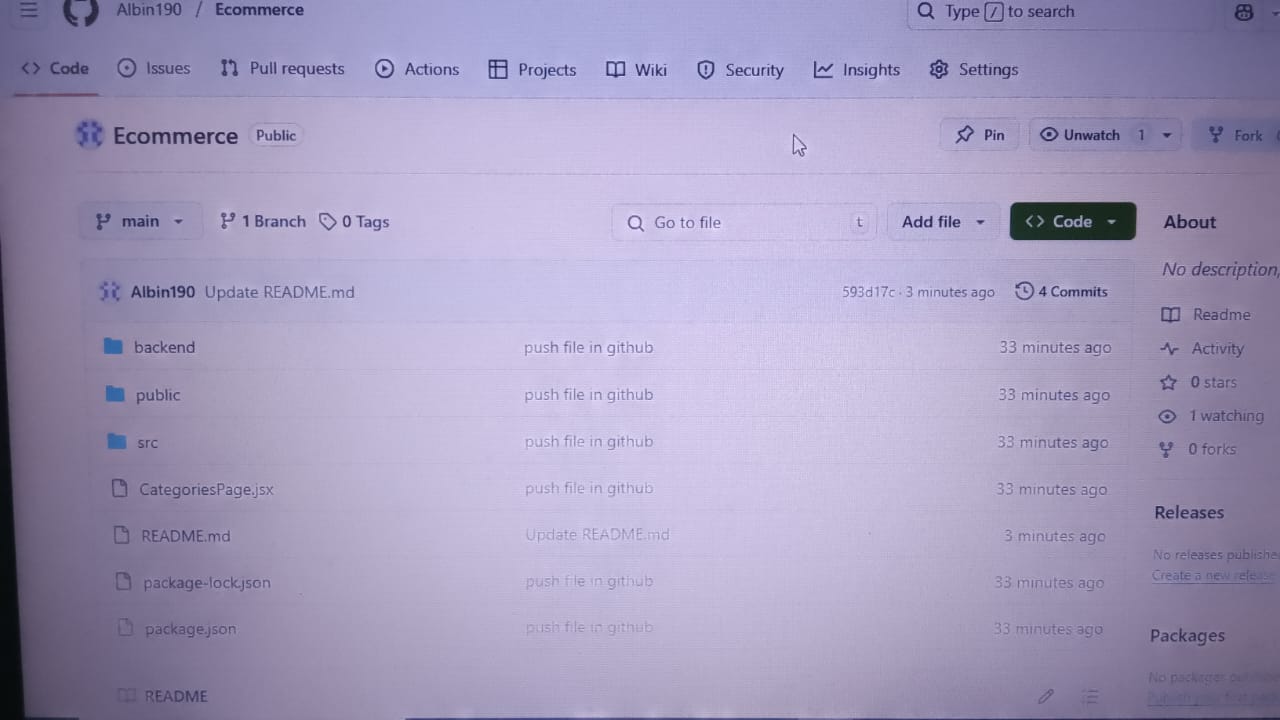 Albin190 / Ecommerce Type / to search
Code Issues Pull requests Actions Projects Wiki Security Insights Settings
Ecommerce Public Pin Unwatch 1 Fork
main 1 Branch 0 Tags Go to file t Add file Code About
No description,
Albin190 Update README.md 593d17c · 3 minutes ago 4 Commits
Readme
backend push file in github 33 minutes ago
Activity
public push file in github 33 minutes ago
0 stars
src push file in github 33 minutes ago
1 watching
0 forks
CategoriesPage.jsx push file in github 33 minutes ago
Releases
README.md Update README.md 3 minutes ago
No releases publishe
Create a new release
package-lock.json push file in github 33 minutes ago
package.json push file in github 33 minutes ago
Packages
No packages
README
Publish your first